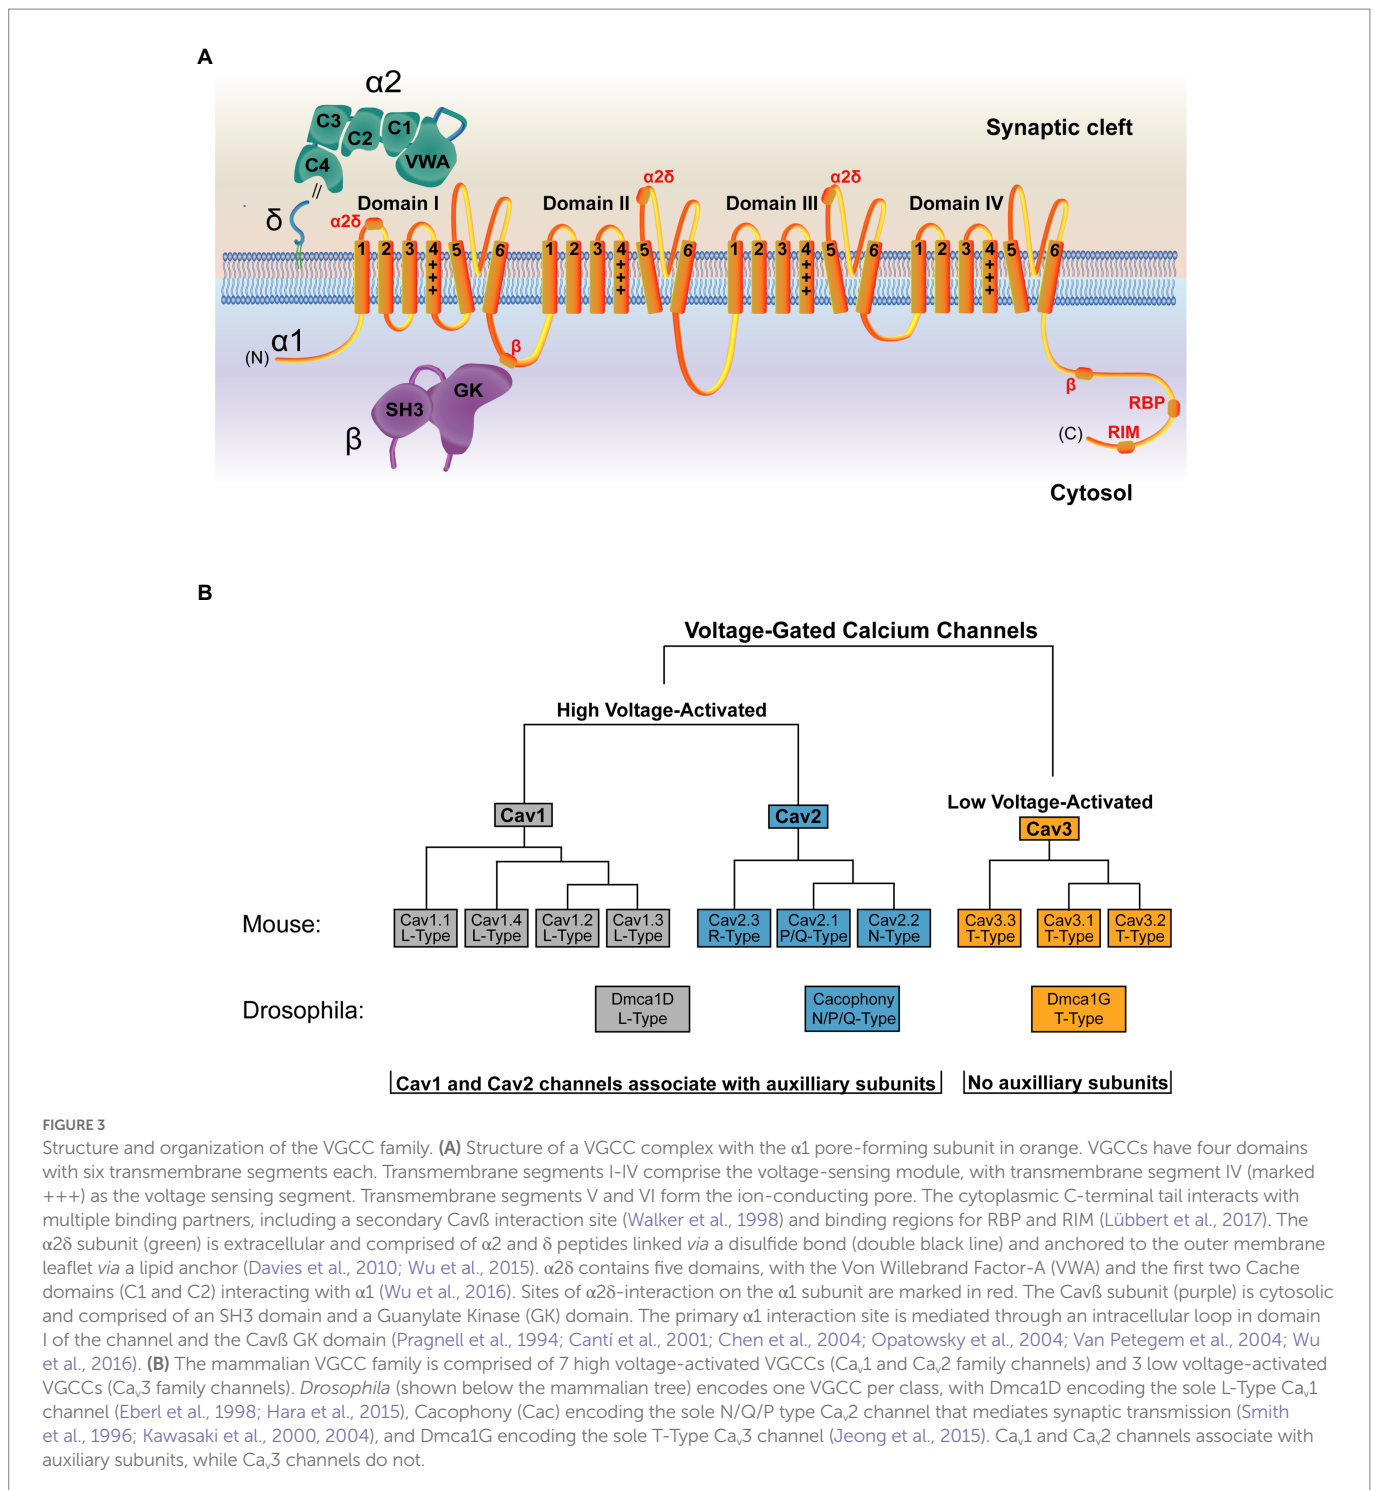 A
α2
C3
C2
C1
C4
VWA
Synaptic cleft
//
δ
α2δ
Domain I
Domain II
α2δ
Domain III
α2δ
Domain IV
1 2 3 4 5 6 1 2 3 4 5 6 1 2 3 4 5 6 1 2 3 4 5 6
++++ ++++ ++++ ++++
(N) α1
β
GK
SH3
β
β
RBP
(C)
RIM
Cytosol
B
Voltage-Gated Calcium Channels
High Voltage-Activated
Low Voltage-Activated
Cav1
Cav2
Cav3
Mouse:
Cav1.1
L-Type
Cav1.4
L-Type
Cav1.2
L-Type
Cav1.3
L-Type
Cav2.3
R-Type
Cav2.1
P/Q-Type
Cav2.2
N-Type
Cav3.3
T-Type
Cav3.1
T-Type
Cav3.2
T-Type
Drosophila:
Dmca1D
L-Type
Cacophony
N/P/Q-Type
Dmca1G
T-Type
Cav1 and Cav2 channels associate with auxilliary subunits
No auxilliary subunits
FIGURE 3
Structure and organization of the VGCC family. (A) Structure of a VGCC complex with the α1 pore-forming subunit in orange. VGCCs have four domains
with six transmembrane segments each. Transmembrane segments I-IV comprise the voltage-sensing module, with transmembrane segment IV (marked
+++) as the voltage sensing segment. Transmembrane segments V and VI form the ion-conducting pore. The cytoplasmic C-terminal tail interacts with
multiple binding partners, including a secondary Cavß interaction site (Walker et al., 1998) and binding regions for RBP and RIM (Lübbert et al., 2017). The
α2δ subunit (green) is extracellular and comprised of α2 and δ peptides linked via a disulfide bond (double black line) and anchored to the outer membrane
leaflet via a lipid anchor (Davies et al., 2010; Wu et al., 2015). α2δ contains five domains, with the Von Willebrand Factor-A (VWA) and the first two Cache
domains (C1 and C2) interacting with α1 (Wu et al., 2016). Sites of α2δ-interaction on the α1 subunit are marked in red. The Cavß subunit (purple) is cytosolic
and comprised of an SH3 domain and a Guanylate Kinase (GK) domain. The primary α1 interaction site is mediated through an intracellular loop in domain
I of the channel and the Cavß GK domain (Pragnell et al., 1994; Cantí et al., 2001; Chen et al., 2004; Opatowsky et al., 2004; Van Petegem et al., 2004; Wu
et al., 2016). (B) The mammalian VGCC family is comprised of 7 high voltage-activated VGCCs (Caᵥ1 and Caᵥ2 family channels) and 3 low voltage-activated
VGCCs (Caᵥ3 family channels). Drosophila (shown below the mammalian tree) encodes one VGCC per class, with Dmca1D encoding the sole L-Type Caᵥ1
channel (Eberl et al., 1998; Hara et al., 2015), Cacophony (Cac) encoding the sole N/Q/P type Caᵥ2 channel that mediates synaptic transmission (Smith
et al., 1996; Kawasaki et al., 2000, 2004), and Dmca1G encoding the sole T-Type Caᵥ3 channel (Jeong et al., 2015). Caᵥ1 and Caᵥ2 channels associate with
auxiliary subunits, while Caᵥ3 channels do not.